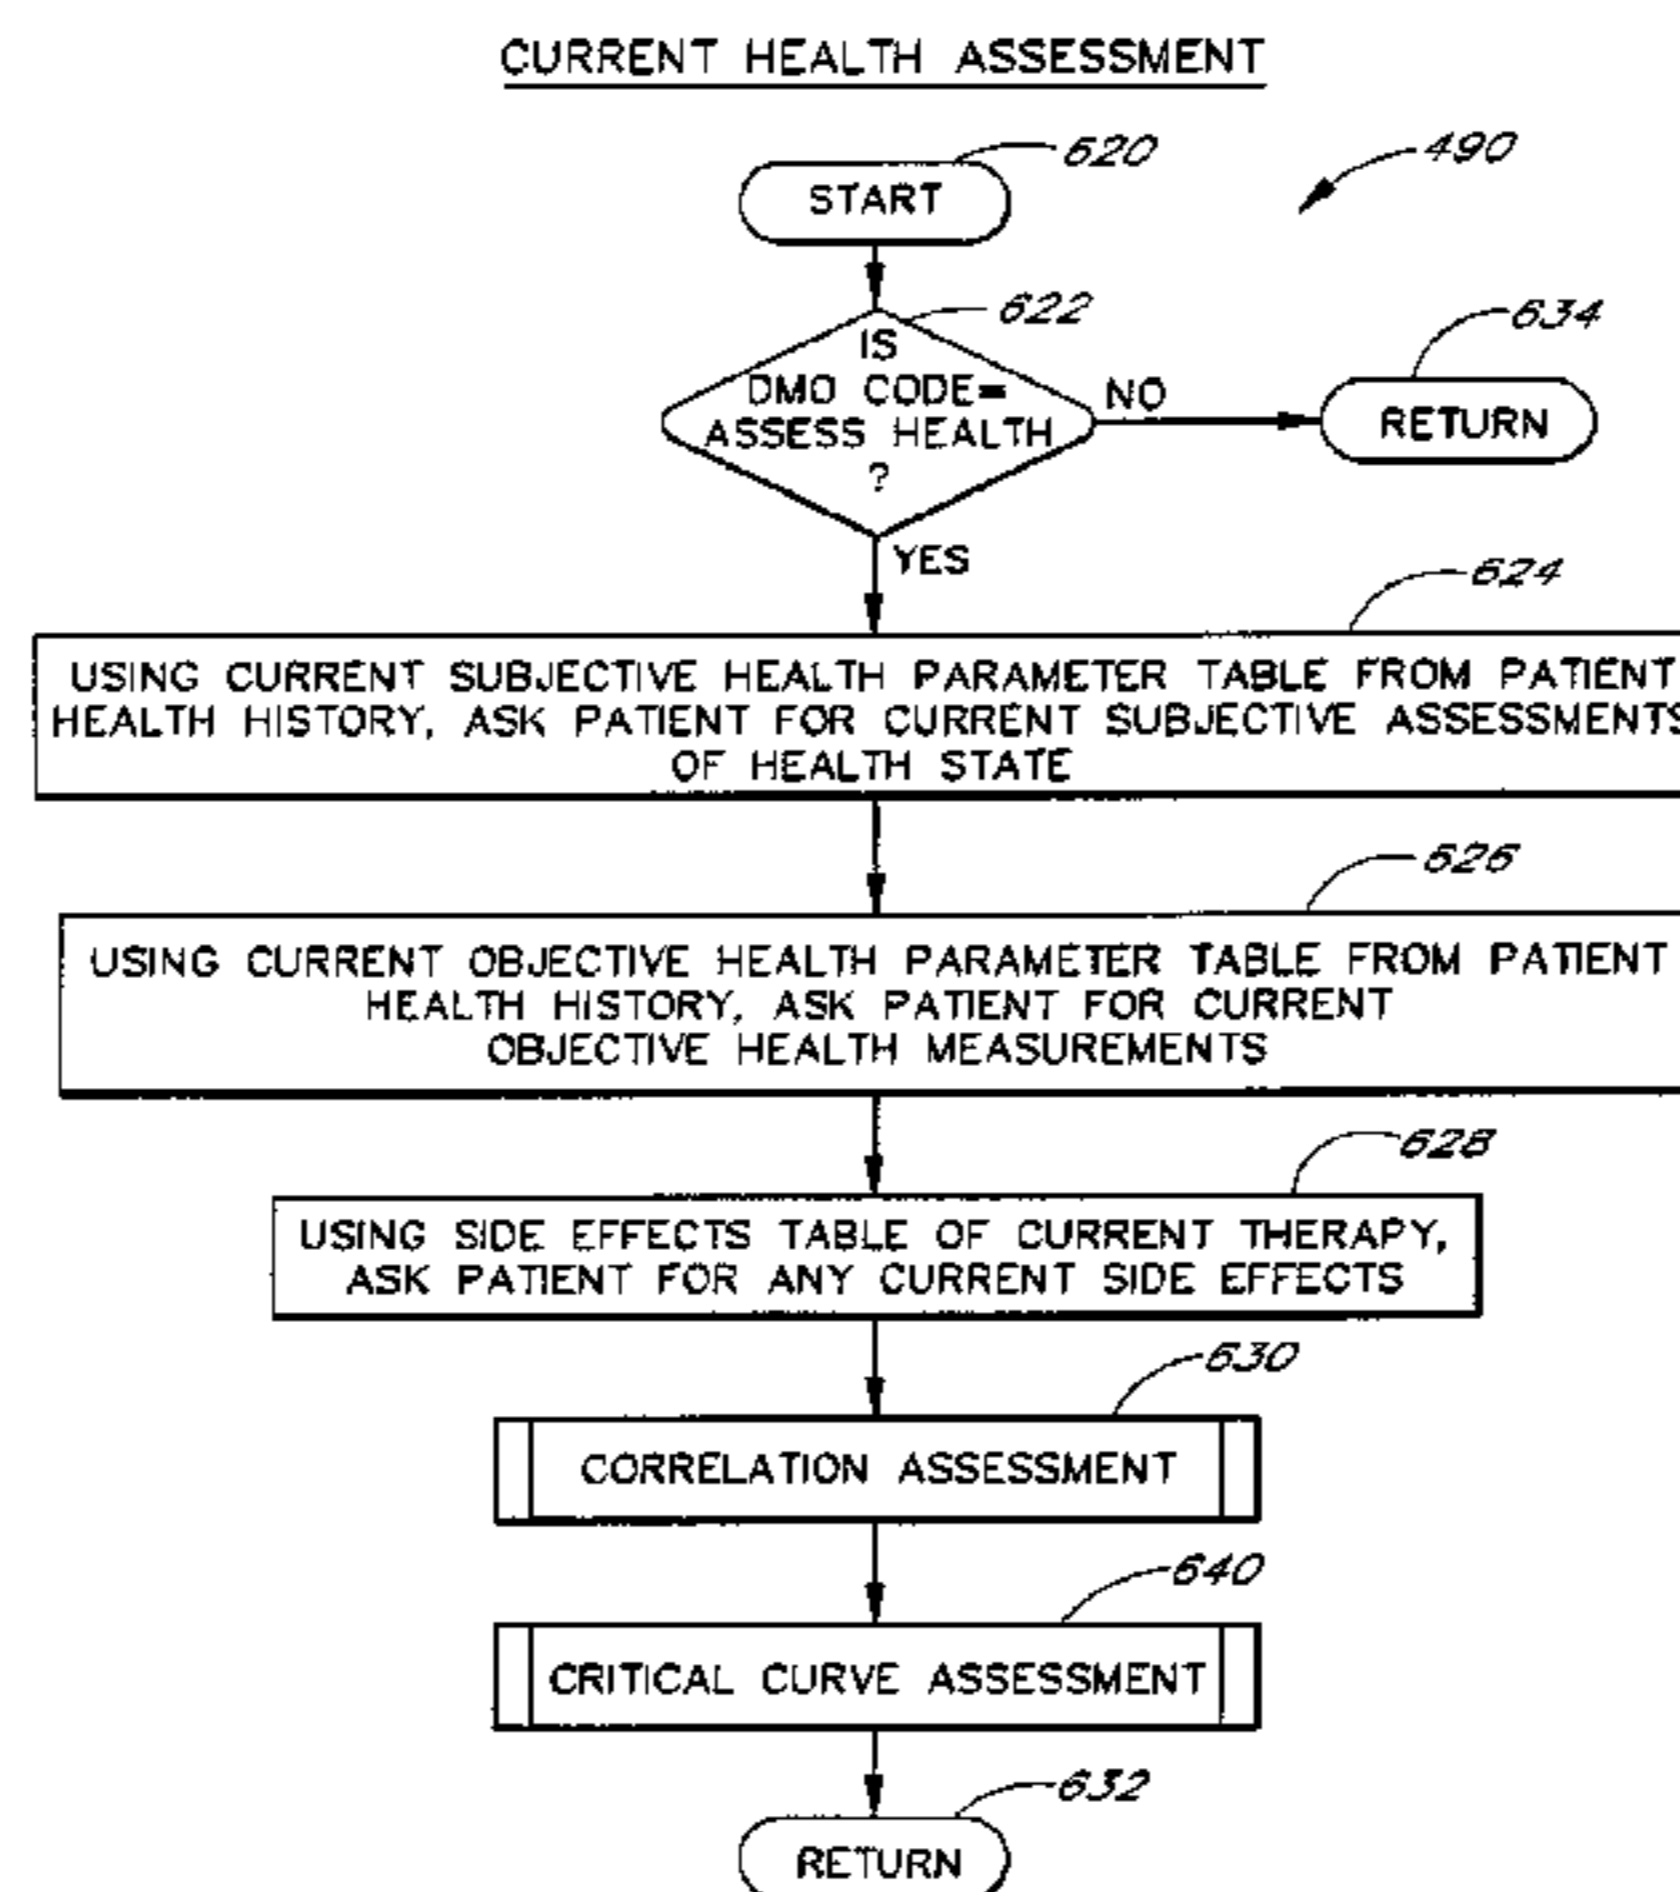 CURRENT HEALTH ASSESSMENT
620
490
START
622
634
IS
DMO CODE=
ASSESS HEALTH
?
NO
RETURN
YES
624
USING CURRENT SUBJECTIVE HEALTH PARAMETER TABLE FROM PATIENT
HEALTH HISTORY, ASK PATIENT FOR CURRENT SUBJECTIVE ASSESSMENTS
OF HEALTH STATE
626
USING CURRENT OBJECTIVE HEALTH PARAMETER TABLE FROM PATIENT
HEALTH HISTORY, ASK PATIENT FOR CURRENT
OBJECTIVE HEALTH MEASUREMENTS
628
USING SIDE EFFECTS TABLE OF CURRENT THERAPY,
ASK PATIENT FOR ANY CURRENT SIDE EFFECTS
630
CORRELATION ASSESSMENT
640
CRITICAL CURVE ASSESSMENT
632
RETURN